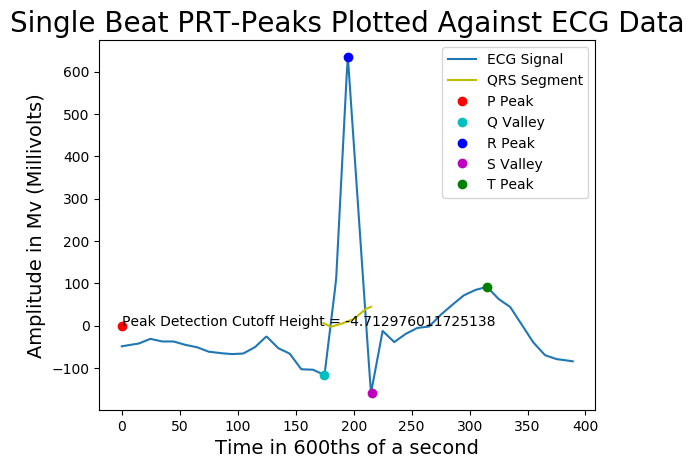 Single Beat PRT-Peaks Plotted Against ECG Data
Amplitude in Mv (Millivolts)
600
500
400
300
200
100
0
−100
ECG Signal
QRS Segment
P Peak
Q Valley
R Peak
S Valley
T Peak
Peak Detection Cutoff Height = -4.712976011725138
0 50 100 150 200 250 300 350 400
Time in 600ths of a second